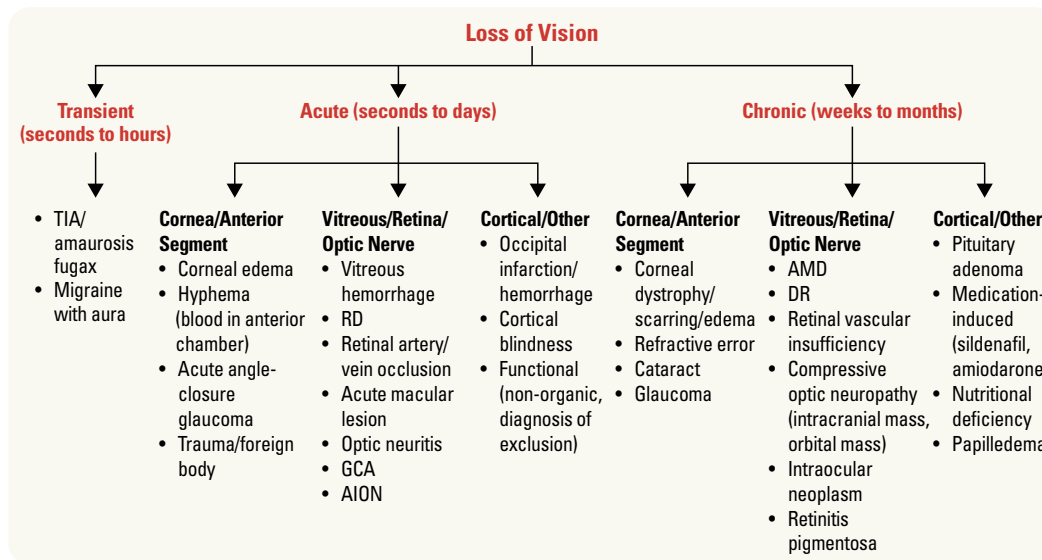 Loss of Vision
Transient
(seconds to hours)
Acute (seconds to days)
Chronic (weeks to months)
• TIA/
amaurosis
fugax
• Migraine
with aura
Cornea/Anterior
Segment
• Corneal edema
• Hyphema
(blood in anterior
chamber)
• Acute angle-
closure
glaucoma
• Trauma/foreign
body
Vitreous/Retina/
Optic Nerve
• Vitreous
hemorrhage
• RD
• Retinal artery/
vein occlusion
• Acute macular
lesion
• Optic neuritis
• GCA
• AION
Cortical/Other
• Occipital
infarction/
hemorrhage
• Cortical
blindness
• Functional
(non-organic,
diagnosis of
exclusion)
Cornea/Anterior
Segment
• Corneal
dystrophy/
scarring/edema
• Refractive error
• Cataract
• Glaucoma
Vitreous/Retina/
Optic Nerve
• AMD
• DR
• Retinal vascular
insufficiency
• Compressive
optic neuropathy
(intracranial mass,
orbital mass)
• Intraocular
neoplasm
• Retinitis
pigmentosa
Cortical/Other
• Pituitary
adenoma
• Medication-
induced
(sildenafil,
amiodarone
• Nutritional
deficiency
• Papilledema